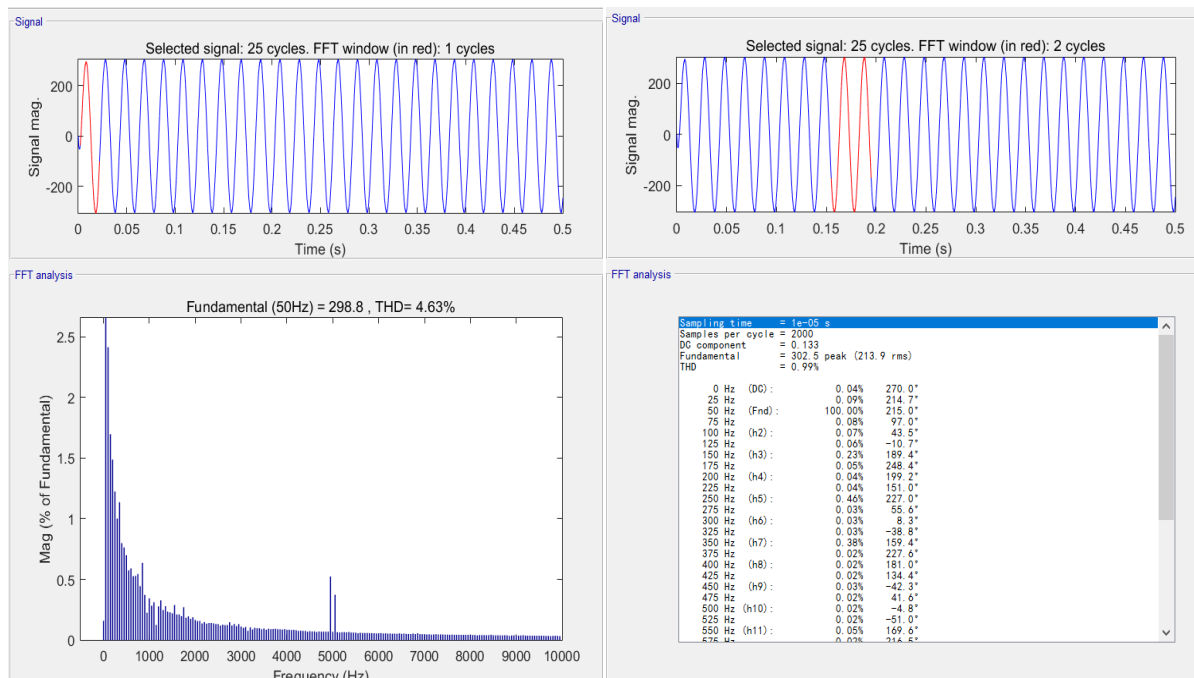 Signal
Selected signal: 25 cycles. FFT window (in red): 1 cycles
200
0
-200
Signal mag.
0 0.05 0.1 0.15 0.2 0.25 0.3 0.35 0.4 0.45 0.5
Time (s)
FFT analysis
Fundamental (50Hz) = 298.8 , THD= 4.63%
2.5
2
1.5
1
0.5
0
Mag (% of Fundamental)
0 1000 2000 3000 4000 5000 6000 7000 8000 9000 10000
Frequency (Hz)
Signal
Selected signal: 25 cycles. FFT window (in red): 2 cycles
200
0
-200
Signal mag.
0 0.05 0.1 0.15 0.2 0.25 0.3 0.35 0.4 0.45 0.5
Time (s)
FFT analysis
Sampling time = 1e-05 s
Samples per cycle = 2000
DC component = 0.133
Fundamental = 302.5 peak (213.9 rms)
THD = 0.99%
0 Hz (DC): 0.04% 270.0°
25 Hz 0.09% 214.7°
50 Hz (Fnd): 100.00% 215.0°
75 Hz 0.08% 97.0°
100 Hz (h2): 0.07% 43.5°
125 Hz 0.06% -10.7°
150 Hz (h3): 0.23% 189.4°
175 Hz 0.05% 248.4°
200 Hz (h4): 0.04% 199.2°
225 Hz 0.04% 151.0°
250 Hz (h5): 0.46% 227.0°
275 Hz 0.03% 55.6°
300 Hz (h6): 0.03% 8.3°
325 Hz 0.03% -38.8°
350 Hz (h7): 0.38% 159.4°
375 Hz 0.02% 227.6°
400 Hz (h8): 0.02% 181.0°
425 Hz 0.02% 134.4°
450 Hz (h9): 0.03% -42.3°
475 Hz 0.02% 41.6°
500 Hz (h10): 0.02% -4.8°
525 Hz 0.02% -51.0°
550 Hz (h11): 0.05% 169.6°
575 Hz 0.02% 216.5°